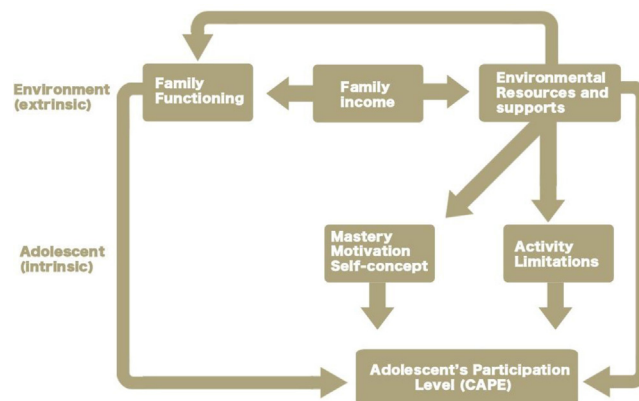 Environment
(extrinsic)
Family
Functioning
Family
income
Environmental
Resources and
supports
Adolescent
(intrinsic)
Mastery
Motivation
Self-concept
Activity
Limitations
Adolescent's Participation
Level (CAPE)